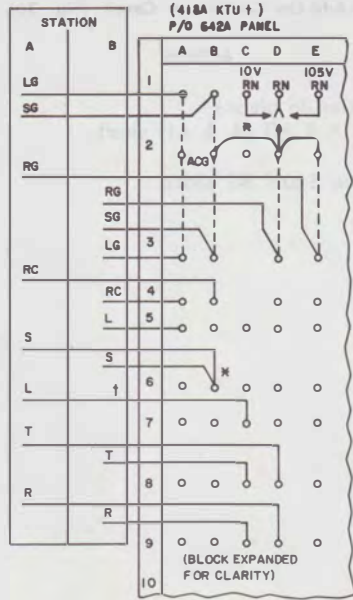 (418A KTU †)
P/O 642A PANEL
STATION
A B A B C D E
10V 105V
RN RN RN
LG 1
SG
R
2
ACG
RG
RG
SG
LG 3
RC
RC 4
L 5
S
S *
L † 6
7
T
T
8
R
R
9
(BLOCK EXPANDED
FOR CLARITY)
10